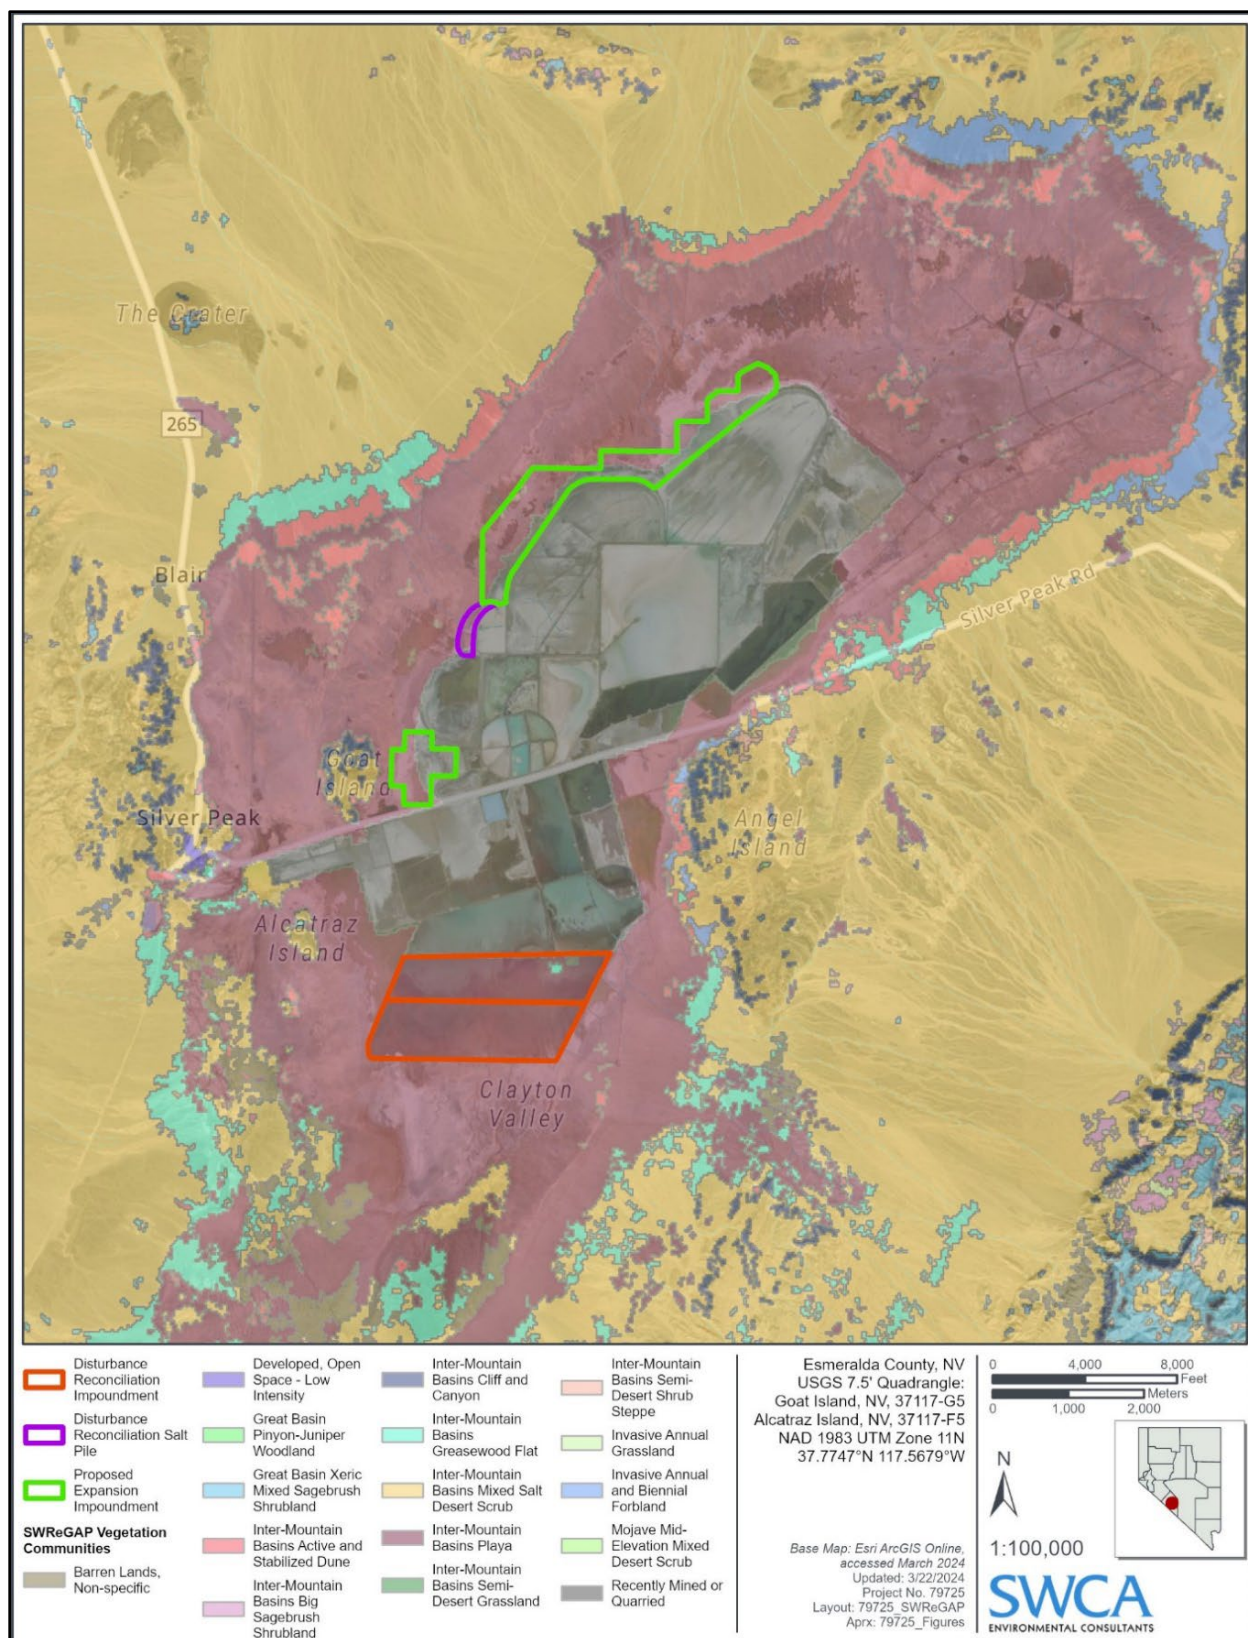 The Crater
265
Blair
Silver Peak Rd
Goat
Island
Silver Peak
Angel
Island
Alcatraz
Island
Clayton
Valley
Disturbance
Reconciliation
Impoundment
Disturbance
Reconciliation Salt
Pile
Proposed
Expansion
Impoundment
SWReGAP Vegetation
Communities
Barren Lands,
Non-specific
Developed, Open
Space - Low
Intensity
Great Basin
Pinyon-Juniper
Woodland
Great Basin Xeric
Mixed Sagebrush
Shrubland
Inter-Mountain
Basins Active and
Stabilized Dune
Inter-Mountain
Basins Big
Sagebrush
Shrubland
Inter-Mountain
Basins Cliff and
Canyon
Inter-Mountain
Basins
Greasewood Flat
Inter-Mountain
Basins Mixed Salt
Desert Scrub
Inter-Mountain
Basins Playa
Inter-Mountain
Basins Semi-
Desert Grassland
Inter-Mountain
Basins Semi-
Desert Shrub
Steppe
Invasive Annual
Grassland
Invasive Annual
and Biennial
Forbland
Mojave Mid-
Elevation Mixed
Desert Scrub
Recently Mined or
Quarried
Esmeralda County, NV
USGS 7.5' Quadrangle:
Goat Island, NV, 37117-G5
Alcatraz Island, NV, 37117-F5
NAD 1983 UTM Zone 11N
37.7747°N 117.5679°W
Base Map: Esri ArcGIS Online,
accessed March 2024
Updated: 3/22/2024
Project No. 79725
Layout: 79725_SWReGAP
Aprx: 79725_Figures
0 4,000 8,000
Feet
Meters
0 1,000 2,000
N
1:100,000
SWCA
ENVIRONMENTAL CONSULTANTS